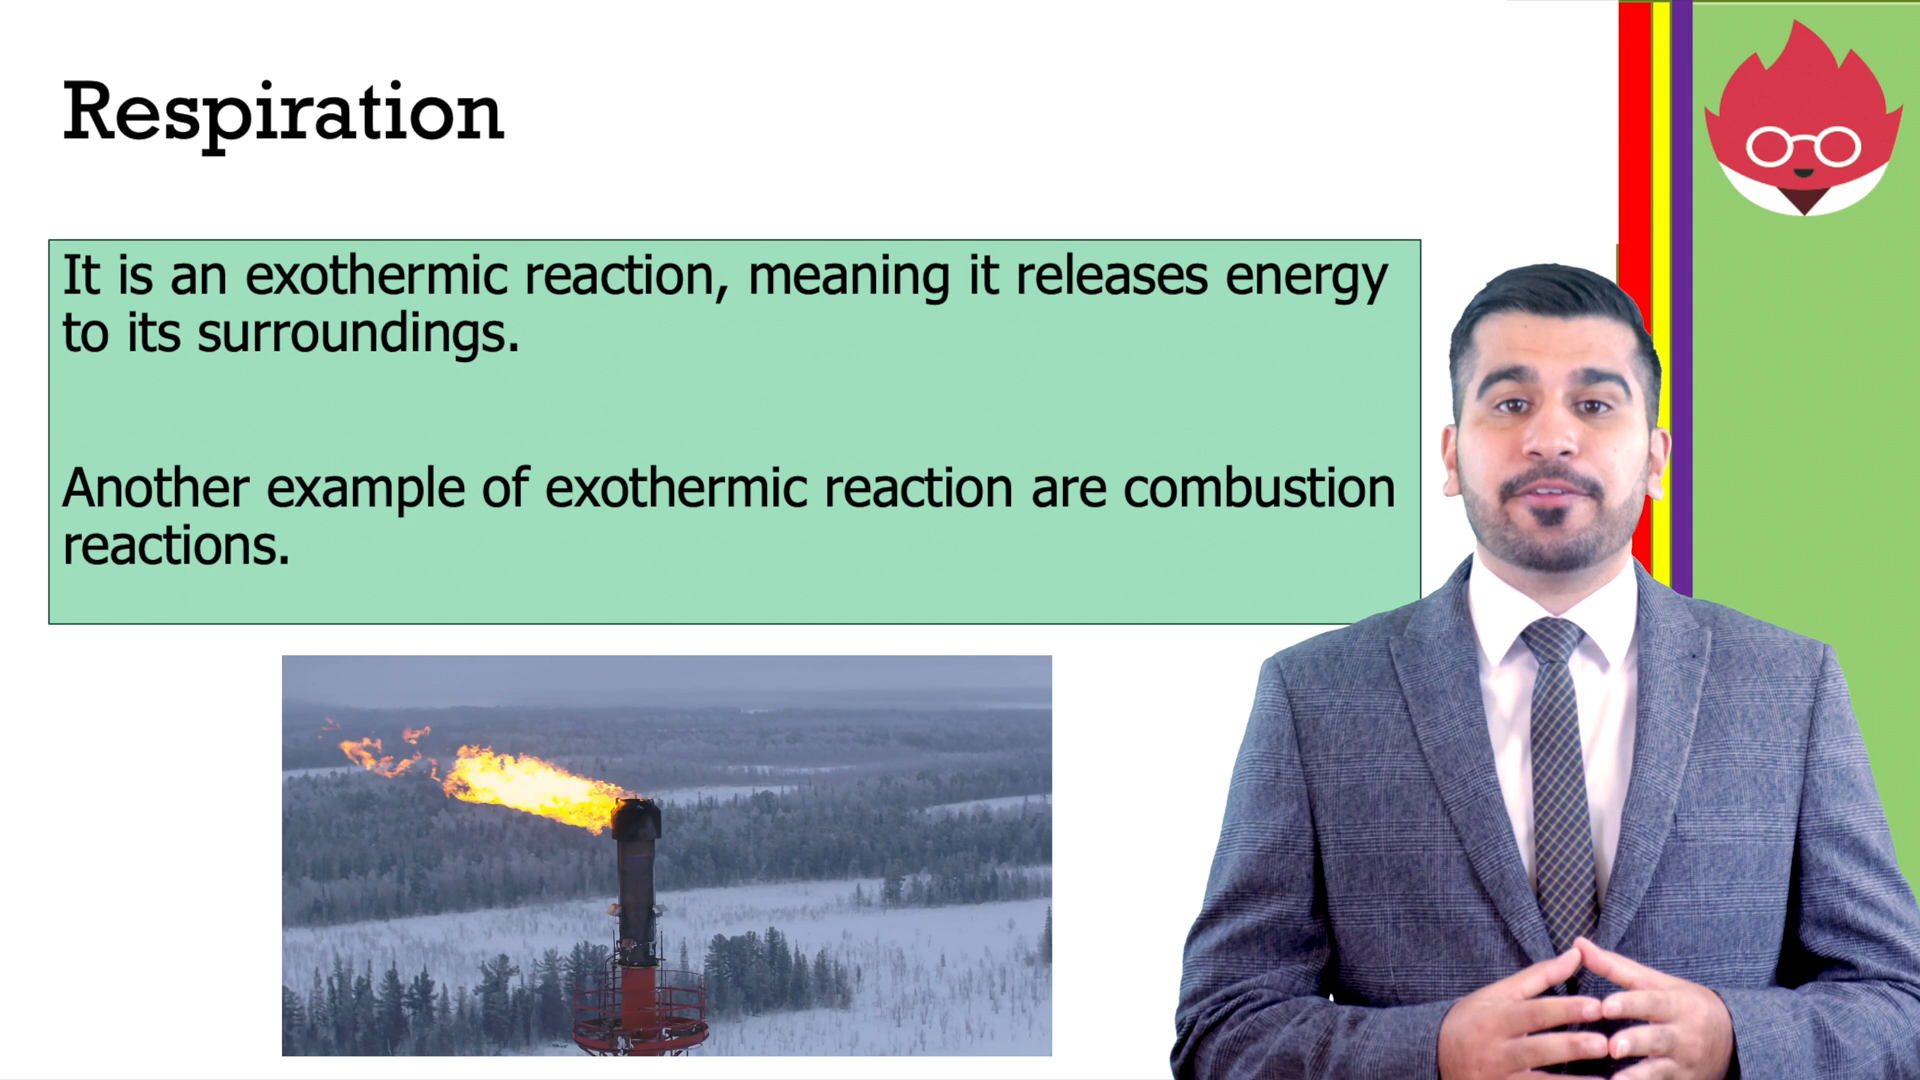 Respiration
It is an exothermic reaction, meaning it releases energy
to its surroundings.
Another example of exothermic reaction are combustion
reactions.